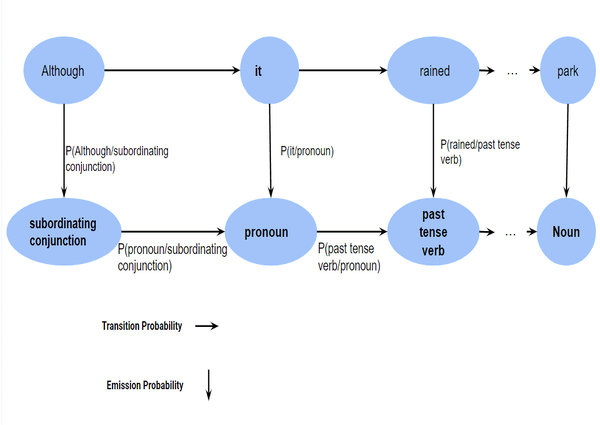 Although
it
rained
...
park
P(Although/subordinating
conjunction)
P(it/pronoun)
P(rained/past tense
verb)
subordinating
conjunction
pronoun
past
tense
verb
...
Noun
P(pronoun/subordinating
conjunction)
P(past tense
verb/pronoun)
Transition Probability
Emission Probability